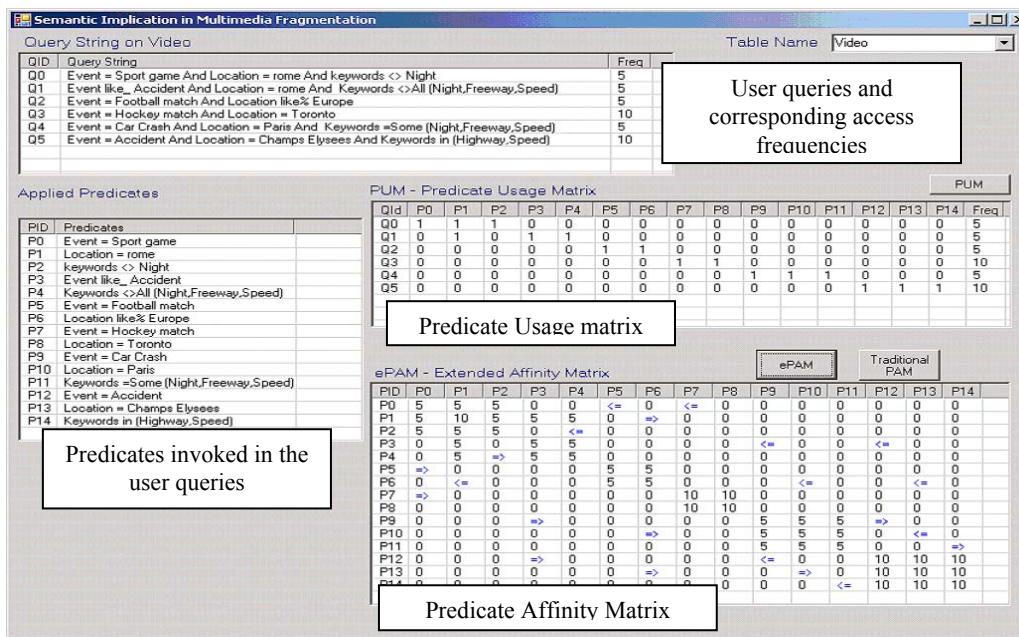 Semantic Implication in Multimedia Fragmentation
Query String on Video
Table Name Video
QID Query String Freq
Q0 Event = Sport game And Location = rome And keywords <> Night 5
Q1 Event like_ Accident And Location = rome And Keywords <>All (Night,Freeway,Speed) 5
Q2 Event = Football match And Location like% Europe 5
Q3 Event = Hockey match And Location = Toronto 10
Q4 Event = Car Crash And Location = Paris And Keywords =Some (Night,Freeway,Speed) 5
Q5 Event = Accident And Location = Champs Elysees And Keywords in (Highway,Speed) 10
User queries and
corresponding access
frequencies
Applied Predicates
PID Predicates
P0 Event = Sport game
P1 Location = rome
P2 keywords <> Night
P3 Event like_ Accident
P4 Keywords <>All (Night,Freeway,Speed)
P5 Event = Football match
P6 Location like% Europe
P7 Event = Hockey match
P8 Location = Toronto
P9 Event = Car Crash
P10 Location = Paris
P11 Keywords =Some (Night,Freeway,Speed)
P12 Event = Accident
P13 Location = Champs Elysees
P14 Keywords in (Highway,Speed)
Predicates invoked in the
user queries
PUM - Predicate Usage Matrix
PUM
QId P0 P1 P2 P3 P4 P5 P6 P7 P8 P9 P10 P11 P12 P13 P14 Freq
Q0 1 1 1 0 0 0 0 0 0 0 0 0 0 0 0 5
Q1 0 1 0 1 1 0 0 0 0 0 0 0 0 0 0 5
Q2 0 0 0 0 0 1 1 0 0 0 0 0 0 0 0 5
Q3 0 0 0 0 0 0 0 1 1 0 0 0 0 0 0 10
Q4 0 0 0 0 0 0 0 0 0 1 1 1 0 0 0 5
Q5 0 0 0 0 0 0 0 0 0 0 0 0 1 1 1 10
Predicate Usage matrix
ePAM - Extended Affinity Matrix
ePAM
Traditional
PAM
PID P0 P1 P2 P3 P4 P5 P6 P7 P8 P9 P10 P11 P12 P13 P14
P0 5 5 5 0 0 <= 0 <= 0 0 0 0 0 0 0
P1 5 10 5 5 5 0 => 0 0 0 0 0 0 0 0
P2 5 5 5 0 <= 0 0 0 0 0 0 0 0 0 0
P3 0 5 0 5 5 0 0 0 0 <= 0 0 <= 0 0
P4 0 5 => 5 5 0 0 0 0 0 0 0 0 0 0
P5 => 0 0 0 0 5 5 0 0 0 0 0 0 0 0
P6 0 <= 0 0 0 5 5 0 0 0 <= 0 0 <= 0
P7 => 0 0 0 0 0 0 10 10 0 0 0 0 0 0
P8 0 0 0 0 0 0 0 10 10 0 0 0 0 0 0
P9 0 0 0 => 0 0 0 0 0 5 5 5 => 0 0
P10 0 0 0 0 0 0 => 0 0 5 5 5 0 <= 0
P11 0 0 0 0 0 0 0 0 0 5 5 5 0 0 =>
P12 0 0 0 => 0 0 0 0 0 <= 0 0 10 10 10
P13 0 0 0 0 0 0 => 0 0 0 => 0 10 10 10
0 0 0 <= 10 10 10
Predicate Affinity Matrix